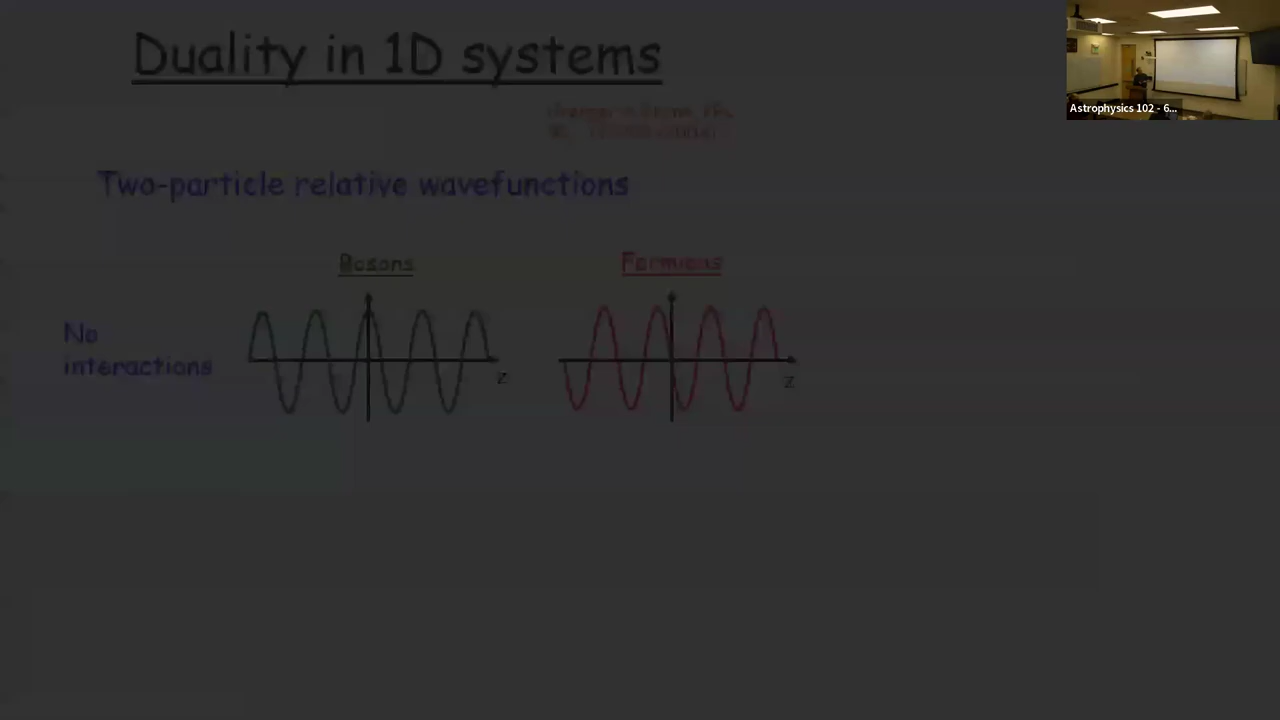 Duality in 1D systems
Two-particle relative wavefunctions
Bosons
Fermions
No
interactions
z
z
Astrophysics 102 - 6...